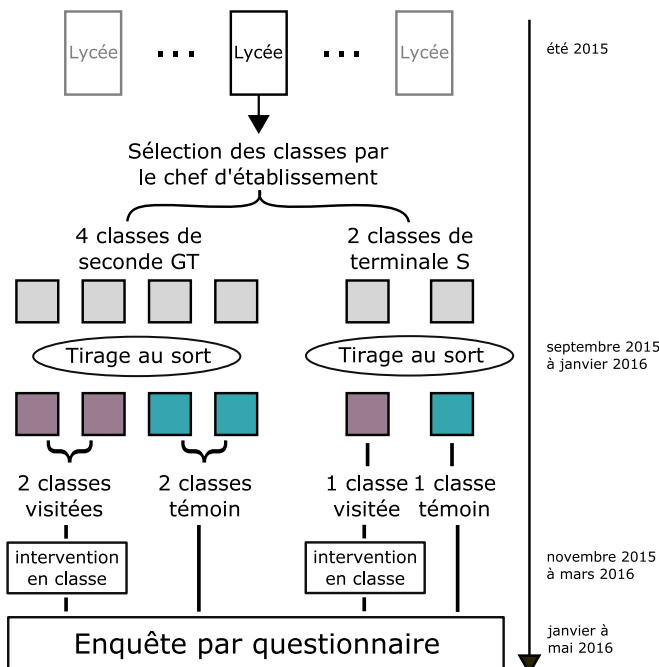 Lycée
Lycée
Lycée
été 2015
Sélection des classes par
le chef d'établissement
4 classes de
seconde GT
2 classes de
terminale S
Tirage au sort
Tirage au sort
septembre 2015
à janvier 2016
2 classes
visitées
2 classes
témoin
1 classe
visitée
1 classe
témoin
intervention
en classe
intervention
en classe
novembre 2015
à mars 2016
Enquête par questionnaire
janvier à
mai 2016